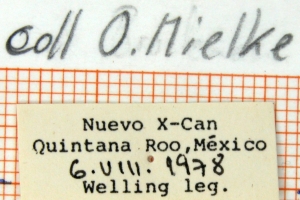 coll O. Mielke
Nuevo X-Can
Quintana Roo, México
6.VIII.1978
Welling leg.